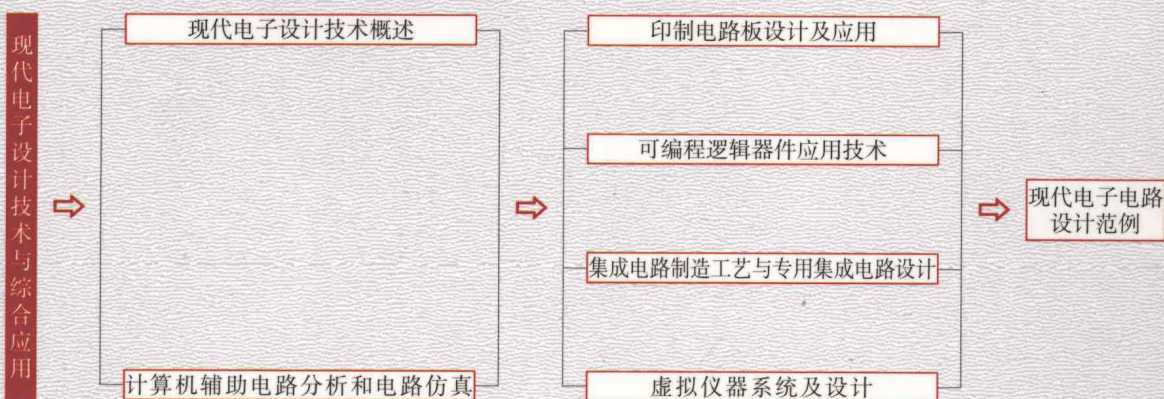 现代电子设计技术与综合应用
现代电子设计技术概述
计算机辅助电路分析和电路仿真
印制电路板设计及应用
可编程逻辑器件应用技术
集成电路制造工艺与专用集成电路设计
虚拟仪器系统及设计
现代电子电路
设计范例